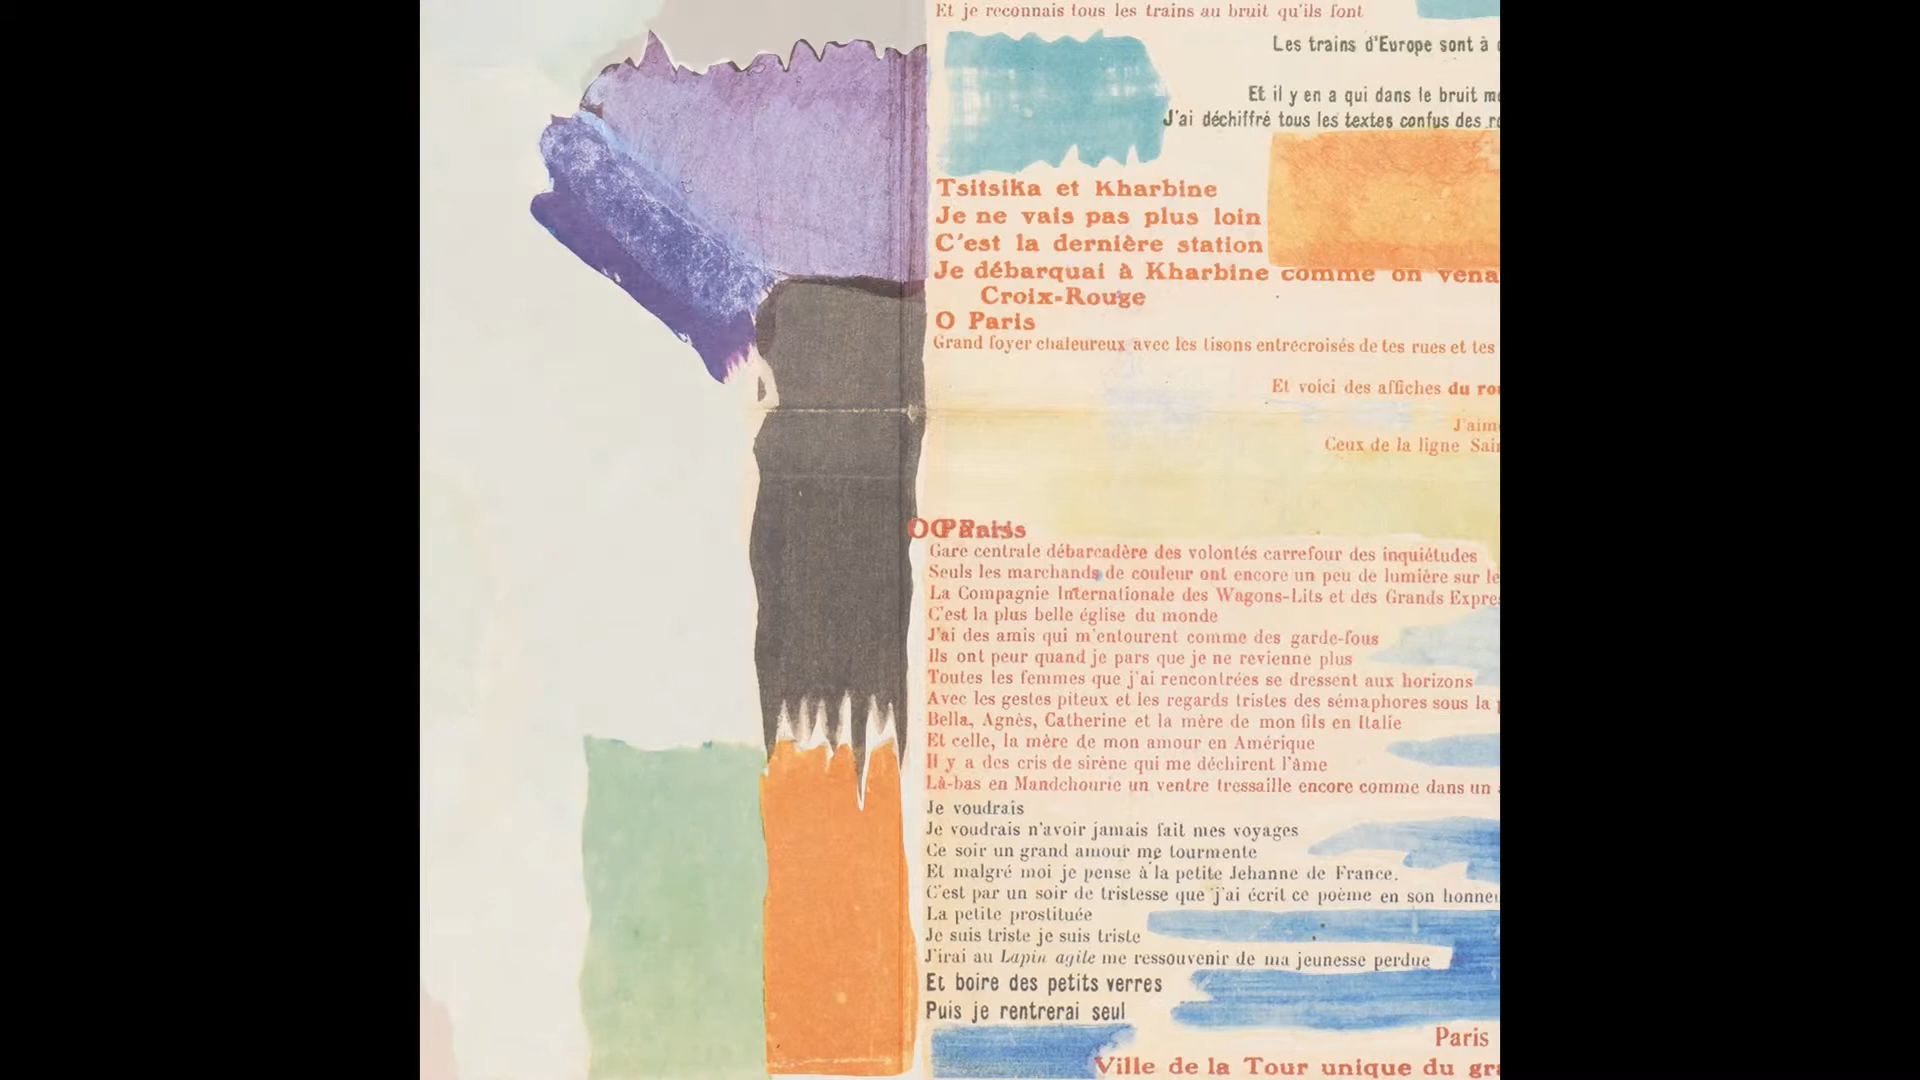 Et je reconnais tous les trains au bruit qu'ils font
Les trains d'Europe sont à
Et il y en a qui dans le bruit
J'ai déchiffré tous les textes confus des
Tsitsika et Kharbine
Je ne vais pas plus loin
C'est la dernière station
Je débarquai à Kharbine comme on vena
Croix-Rouge
O Paris
Grand foyer chaleureux avec les tisons entrecroisés de tes rues et tes
Et voici des affiches du
J'aim
Ceux de la ligne
O Paris
Gare centrale débarcadère des volontés carrefour des inquiétudes
Seuls les marchands de couleur ont encore un peu de lumière sur le
La Compagnie Internationale des Wagons-Lits et des Grands Expre
C'est la plus belle église du monde
J'ai des amis qui m'entourent comme des garde-fous
Ils ont peur quand je pars que je ne revienne plus
Toutes les femmes que j'ai rencontrées se dressent aux horizons
Avec les gestes piteux et les regards tristes des sémaphores sous la
Bella, Agnès, Catherine et la mère de mon fils en Italie
Et celle, la mère de mon amour en Amérique
Il y a des cris de sirène qui me déchirent l'âme
Là-bas en Mandchourie un ventre tressaille encore comme dans un
Je voudrais
Je voudrais n'avoir jamais fait mes voyages
Ce soir un grand amour me tourmente
Et malgré moi je pense à la petite Jehanne de France.
C'est par un soir de tristesse que j'ai écrit ce poème en son honneu
La petite prostituée
Je suis triste je suis triste
J'irai au Lapin agile me ressouvenir de ma jeunesse perdue
Et boire des petits verres
Puis je rentrerai seul
Paris
Ville de la Tour unique du gr